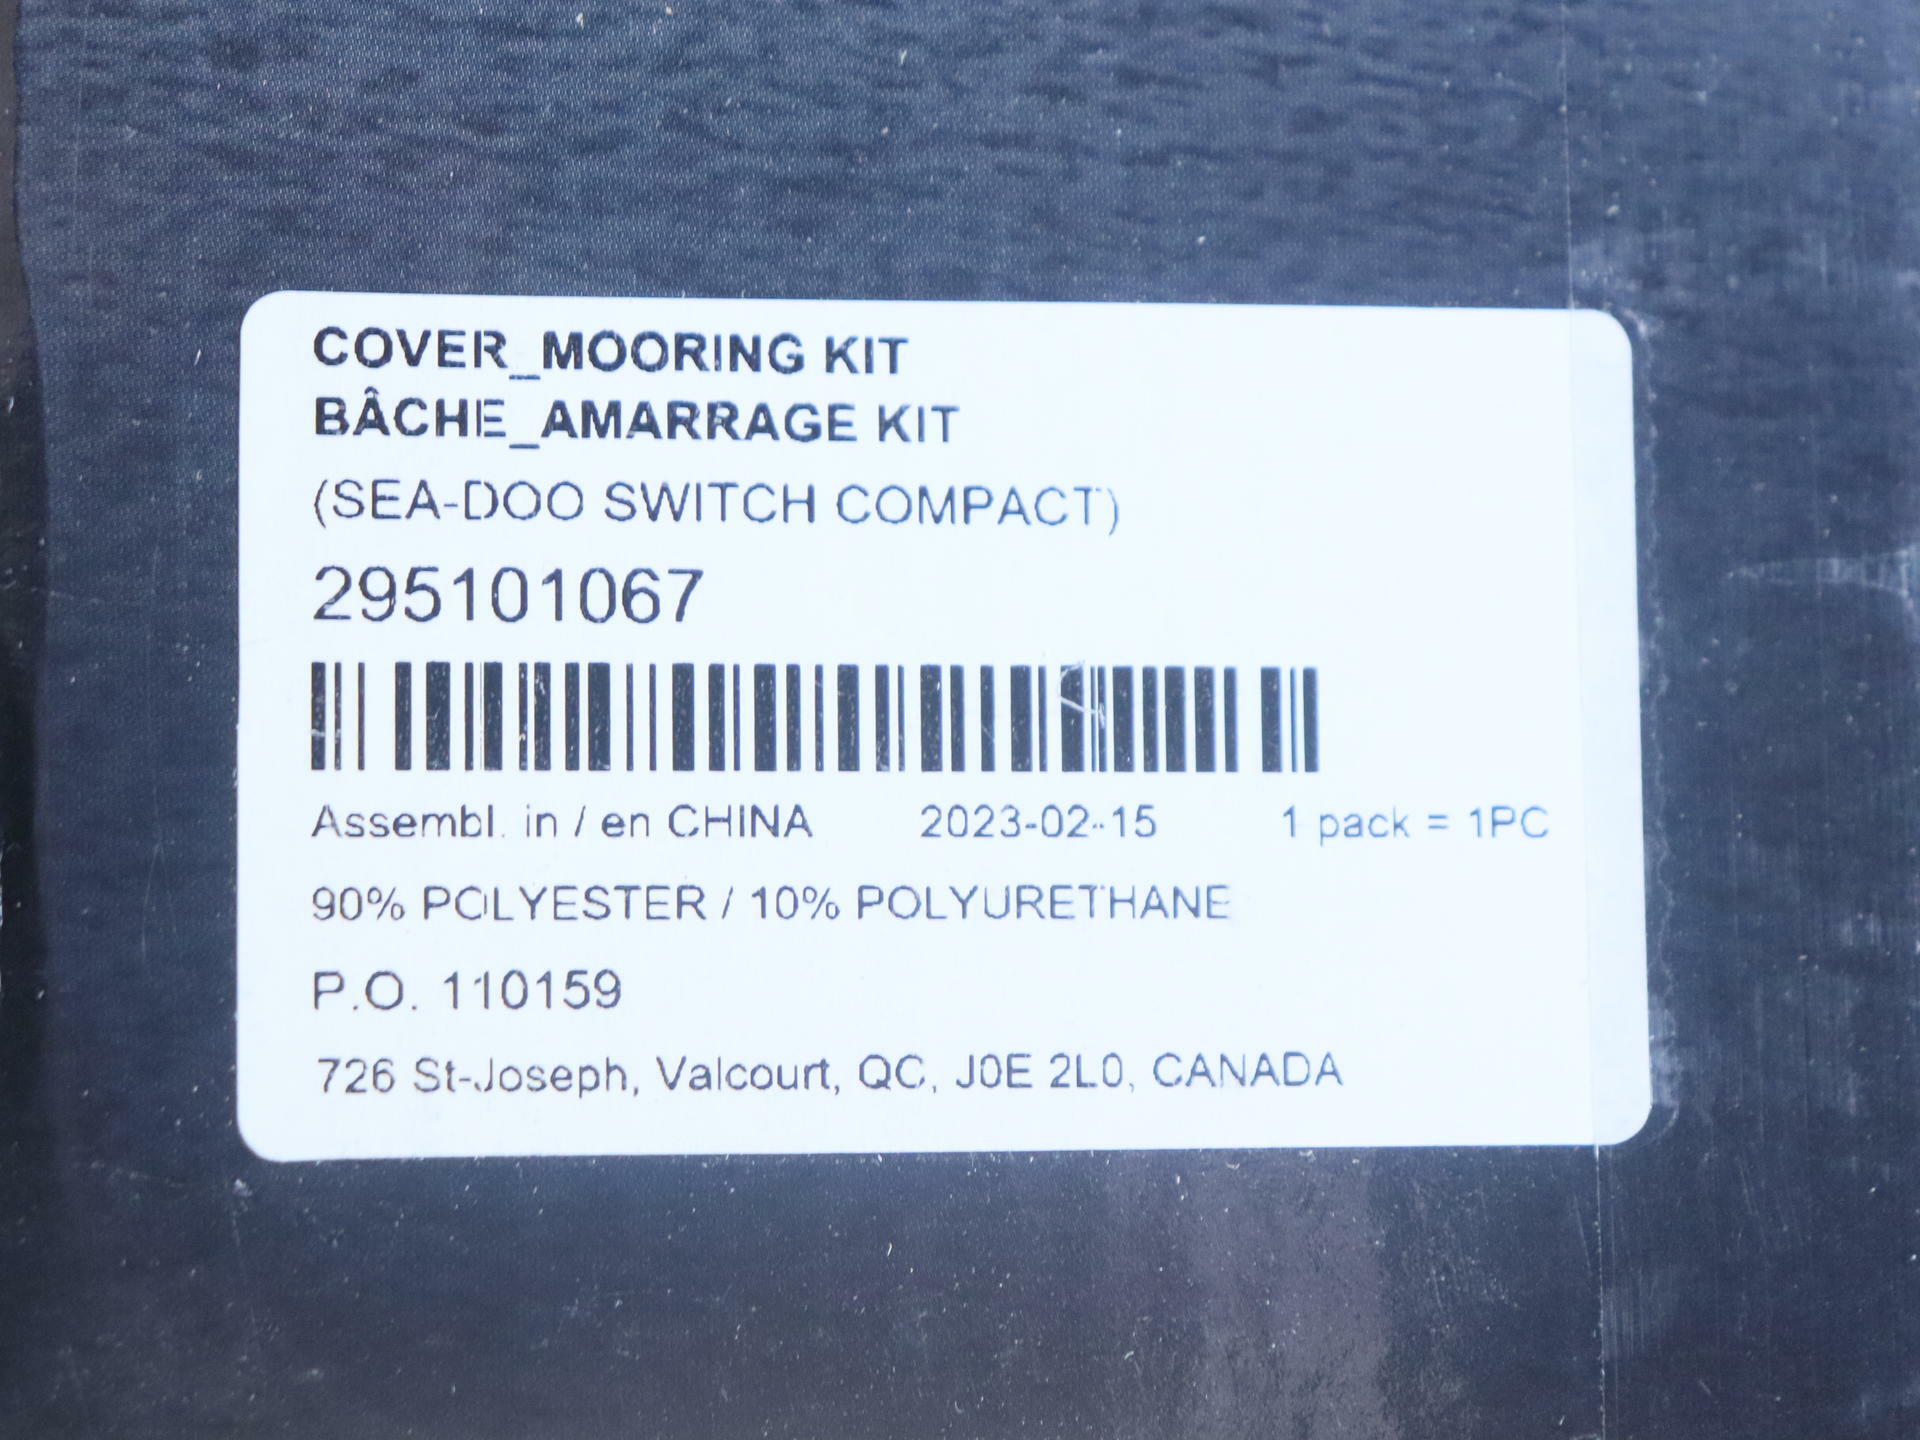 COVER_MOORING KIT
BÂCHE_AMARRAGE KIT
(SEA-DOO SWITCH COMPACT)
295101067
Assembl. in / en CHINA 2023-02-15 1 pack = 1PC
90% POLYESTER / 10% POLYURETHANE
P.O. 110159
726 St-Joseph, Valcourt, QC, J0E 2L0, CANADA